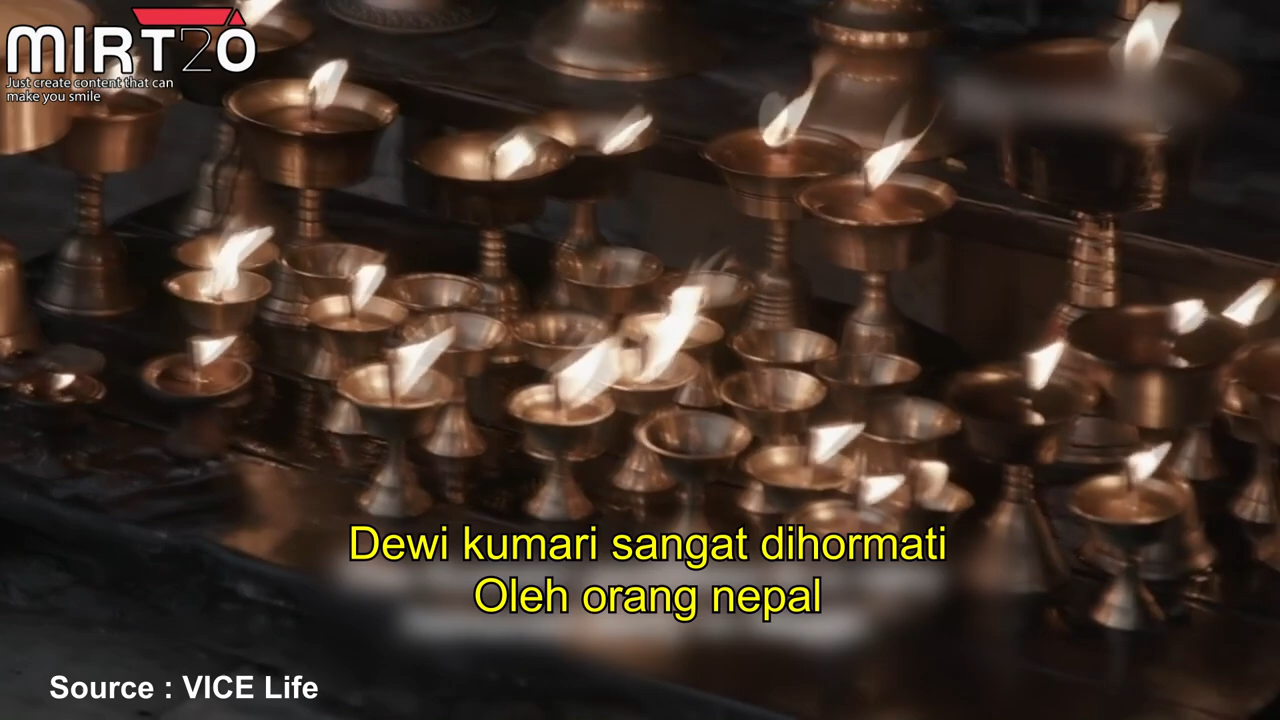 MIRT20
Just create content that can
make you smile
Dewi kumari sangat dihormati
Oleh orang nepal
Source : VICE Life